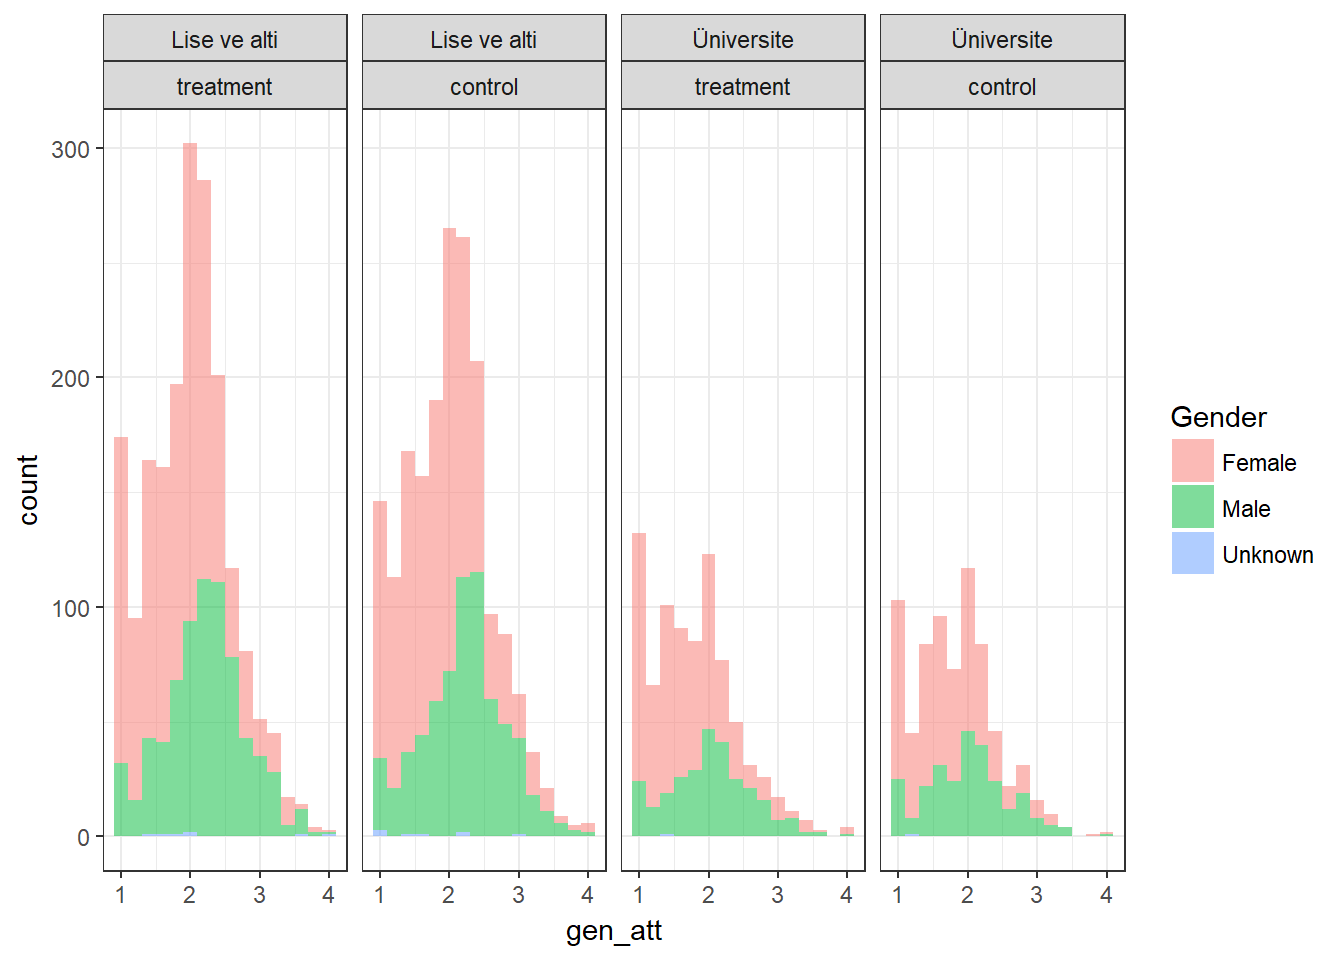 Lise ve alti
Lise ve alti
Üniversite
Üniversite
treatment
control
treatment
control
300
200
100
0
count
1 2 3 4
1 2 3 4
1 2 3 4
1 2 3 4
gen_att
Gender
Female
Male
Unknown